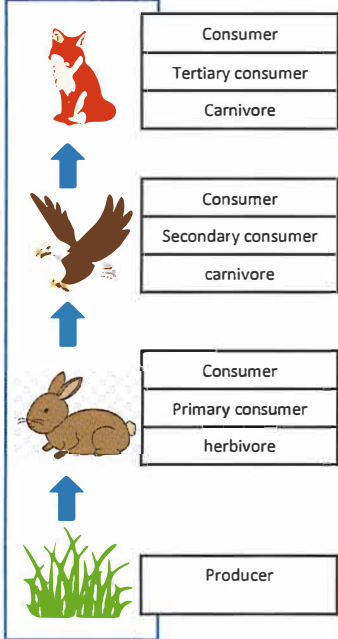 Consumer
Tertiary consumer
Carnivore
Consumer
Secondary consumer
carnivore
Consumer
Primary consumer
herbivore
Producer